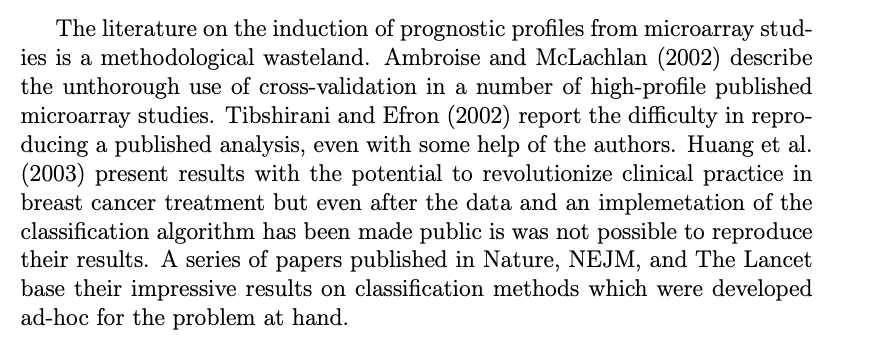 The literature on the induction of prognostic profiles from microarray stud-
ies is a methodological wasteland. Ambroise and McLachlan (2002) describe
the unthorough use of cross-validation in a number of high-profile published
microarray studies. Tibshirani and Efron (2002) report the difficulty in repro-
ducing a published analysis, even with some help of the authors. Huang et al.
(2003) present results with the potential to revolutionize clinical practice in
breast cancer treatment but even after the data and an implemetation of the
classification algorithm has been made public is was not possible to reproduce
their results. A series of papers published in Nature, NEJM, and The Lancet
base their impressive results on classification methods which were developed
ad-hoc for the problem at hand.